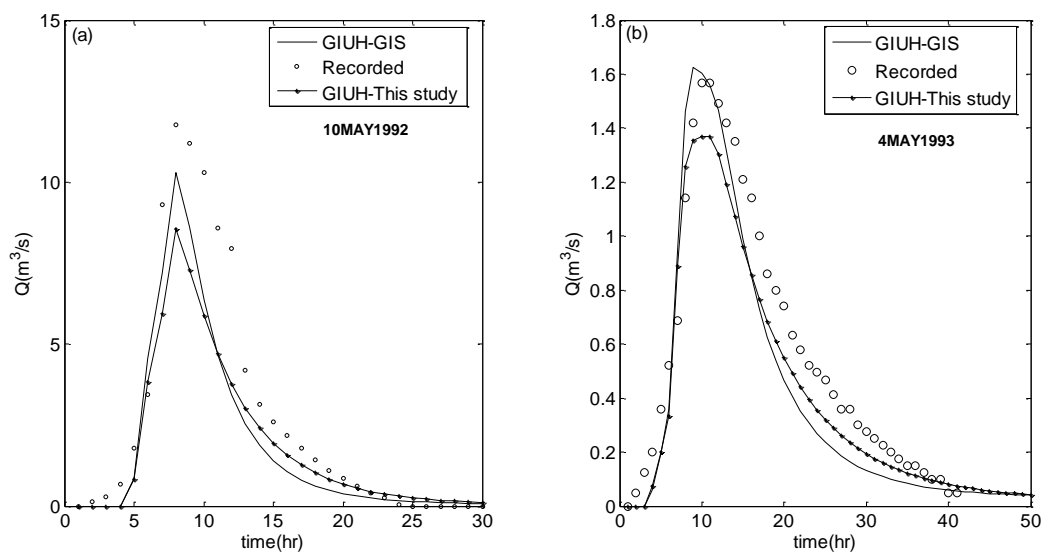 (a)
GIUH-GIS
Recorded
GIUH-This study
10MAY1992
15
10
5
0
Q(m³/s)
0 5 10 15 20 25 30
time(hr)
(b)
GIUH-GIS
Recorded
GIUH-This study
4MAY1993
1.8
1.6
1.4
1.2
1
0.8
0.6
0.4
0.2
0
Q(m³/s)
0 10 20 30 40 50
time(hr)